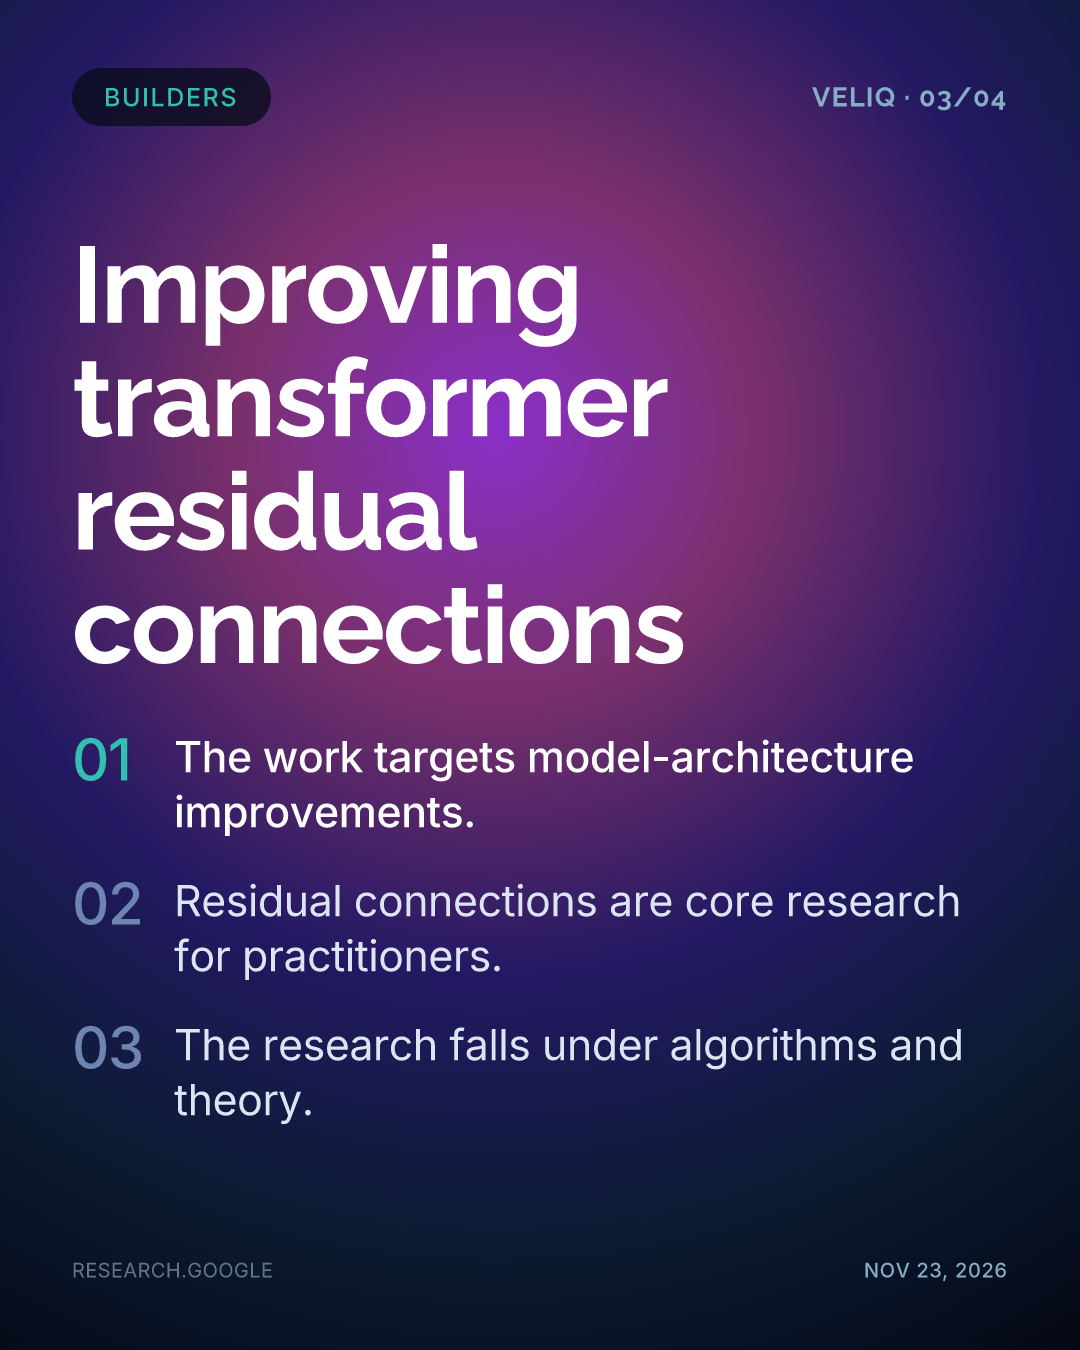 BUILDERS
VELIQ · 03/04
Improving
transformer
residual
connections
01 The work targets model-architecture
improvements.
02 Residual connections are core research
for practitioners.
03 The research falls under algorithms and
theory.
RESEARCH.GOOGLE
NOV 23, 2026